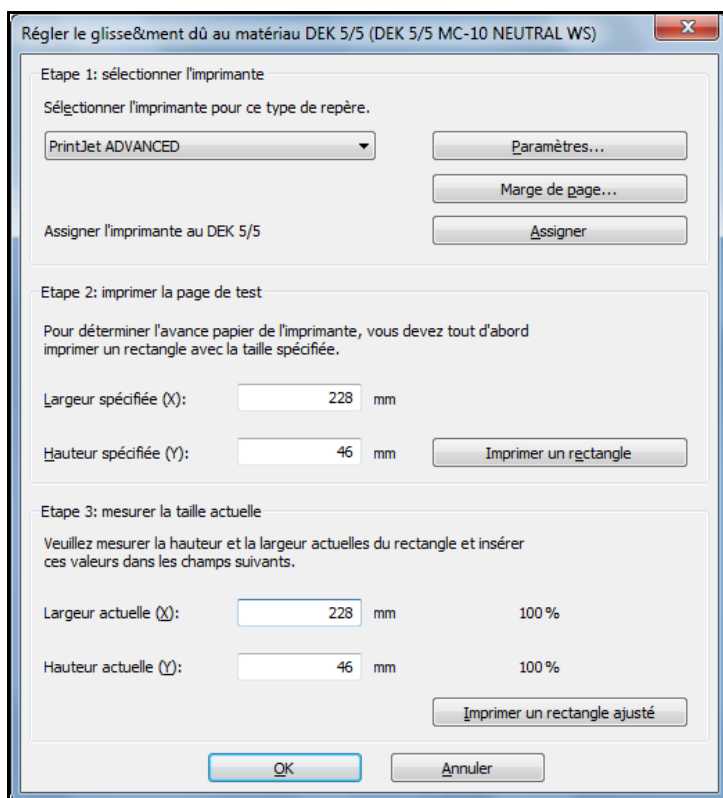 Régler le glisse&ment dû au matériau DEK 5/5 (DEK 5/5 MC-10 NEUTRAL WS)
Etape 1: sélectionner l'imprimante
Sélectionner l'imprimante pour ce type de repère.
PrintJet ADVANCED
Paramètres...
Marge de page...
Assigner l'imprimante au DEK 5/5
Assigner
Etape 2: imprimer la page de test
Pour déterminer l'avance papier de l'imprimante, vous devez tout d'abord
imprimer un rectangle avec la taille spécifiée.
Largeur spécifiée (X): 228 mm
Hauteur spécifiée (Y): 46 mm
Imprimer un rectangle
Etape 3: mesurer la taille actuelle
Veuillez mesurer la hauteur et la largeur actuelles du rectangle et insérer
ces valeurs dans les champs suivants.
Largeur actuelle (X): 228 mm 100 %
Hauteur actuelle (Y): 46 mm 100 %
Imprimer un rectangle ajusté
OK
Annuler